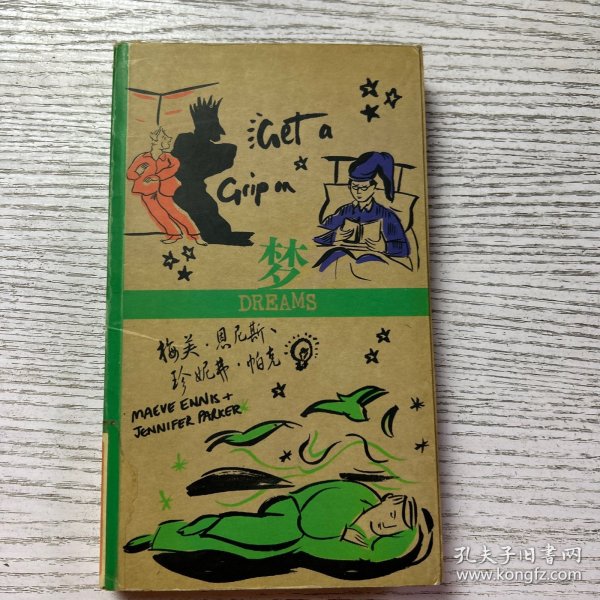 Get a
Grip on
梦
DREAMS
梅芙·恩尼斯、
珍妮弗·帕克
MAEVE ENNIS +
JENNIFER PARKER
孔夫子旧书网
www.kongfz.com